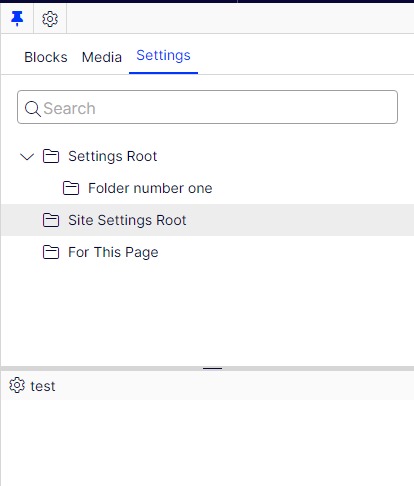 Blocks Media Settings
Search
Settings Root
Folder number one
Site Settings Root
For This Page
test